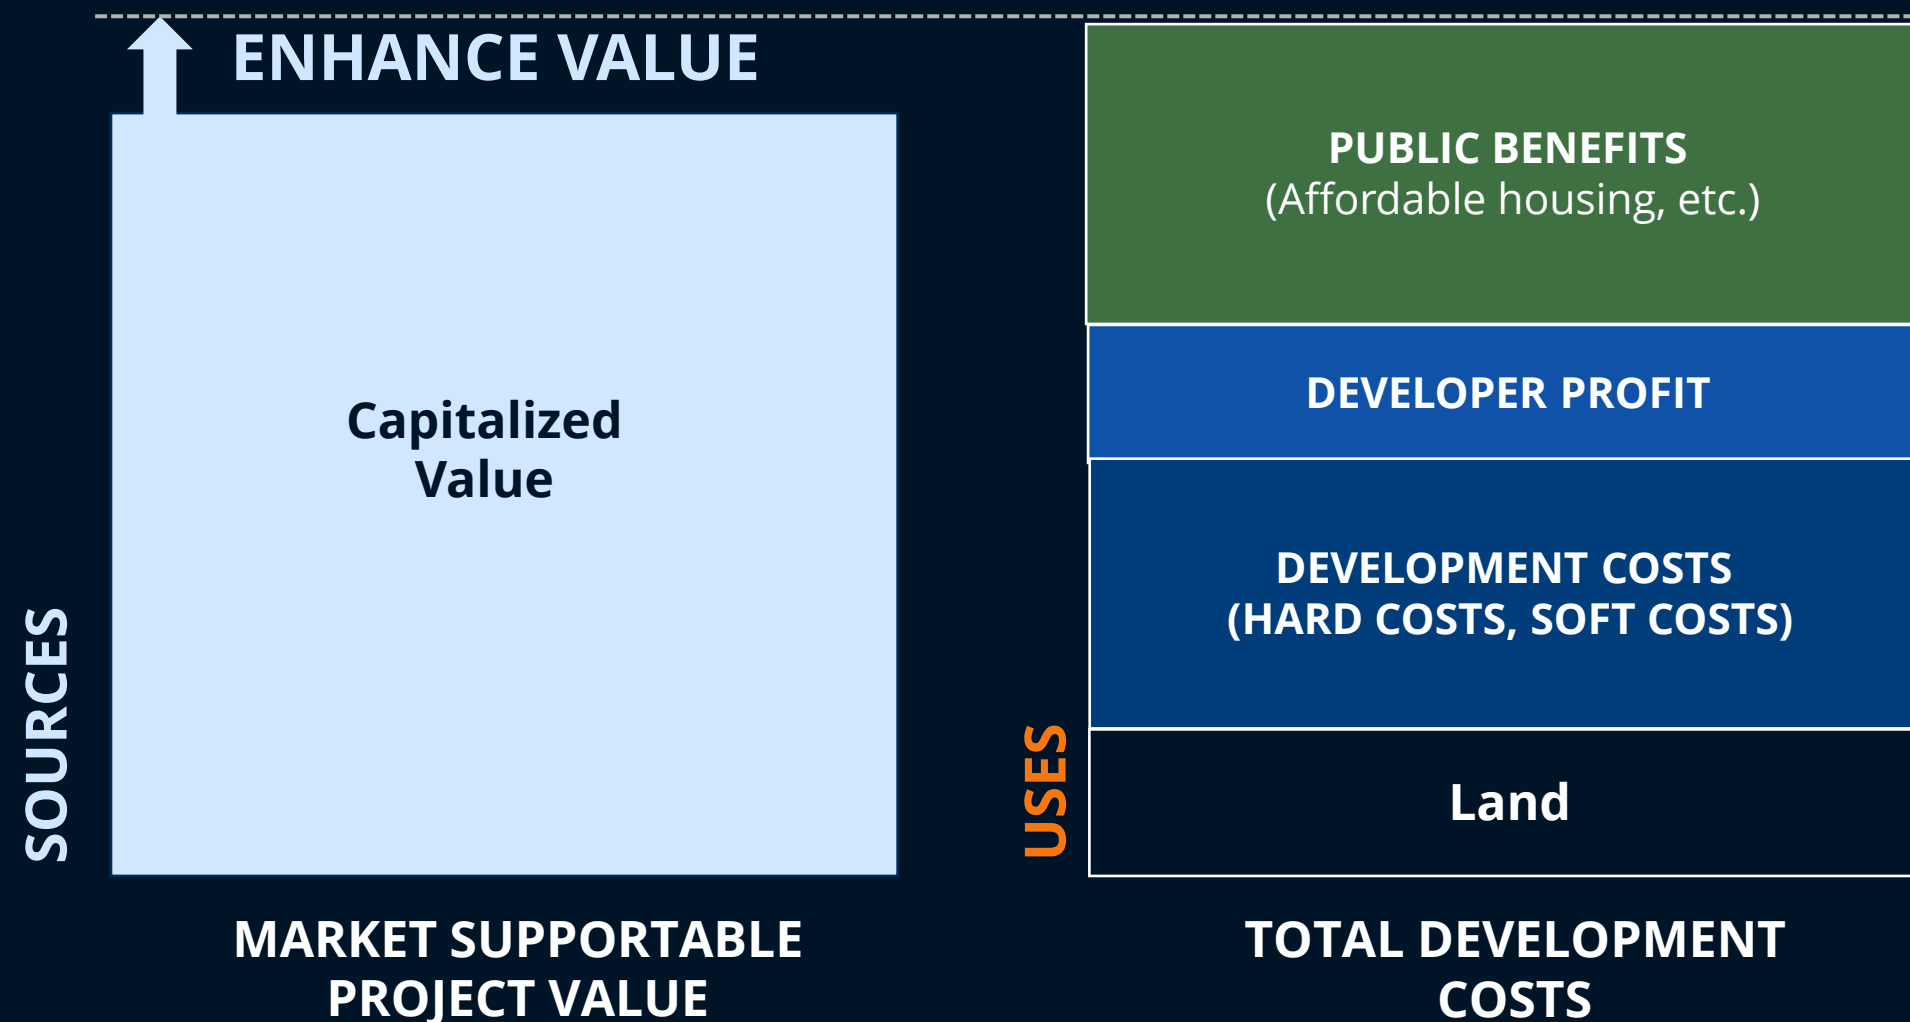 ENHANCE VALUE
Capitalized
Value
SOURCES
MARKET SUPPORTABLE
PROJECT VALUE
PUBLIC BENEFITS
(Affordable housing, etc.)
DEVELOPER PROFIT
DEVELOPMENT COSTS
(HARD COSTS, SOFT COSTS)
Land
USES
TOTAL DEVELOPMENT
COSTS